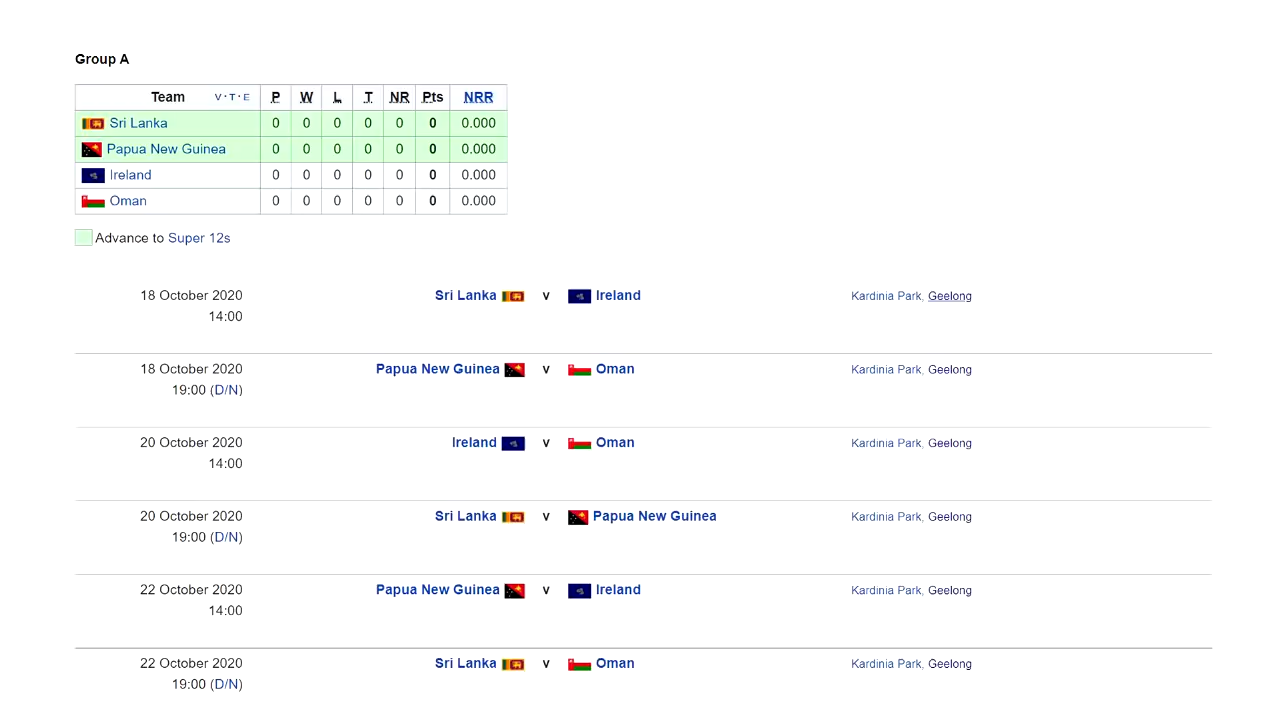 Group A
Team V·T·E P W L T NR Pts NRR
Sri Lanka 0 0 0 0 0 0 0.000
Papua New Guinea 0 0 0 0 0 0 0.000
Ireland 0 0 0 0 0 0 0.000
Oman 0 0 0 0 0 0 0.000
Advance to Super 12s
18 October 2020 Sri Lanka v Ireland Kardinia Park, Geelong
14:00
18 October 2020 Papua New Guinea v Oman Kardinia Park, Geelong
19:00 (D/N)
20 October 2020 Ireland v Oman Kardinia Park, Geelong
14:00
20 October 2020 Sri Lanka v Papua New Guinea Kardinia Park, Geelong
19:00 (D/N)
22 October 2020 Papua New Guinea v Ireland Kardinia Park, Geelong
14:00
22 October 2020 Sri Lanka v Oman Kardinia Park, Geelong
19:00 (D/N)